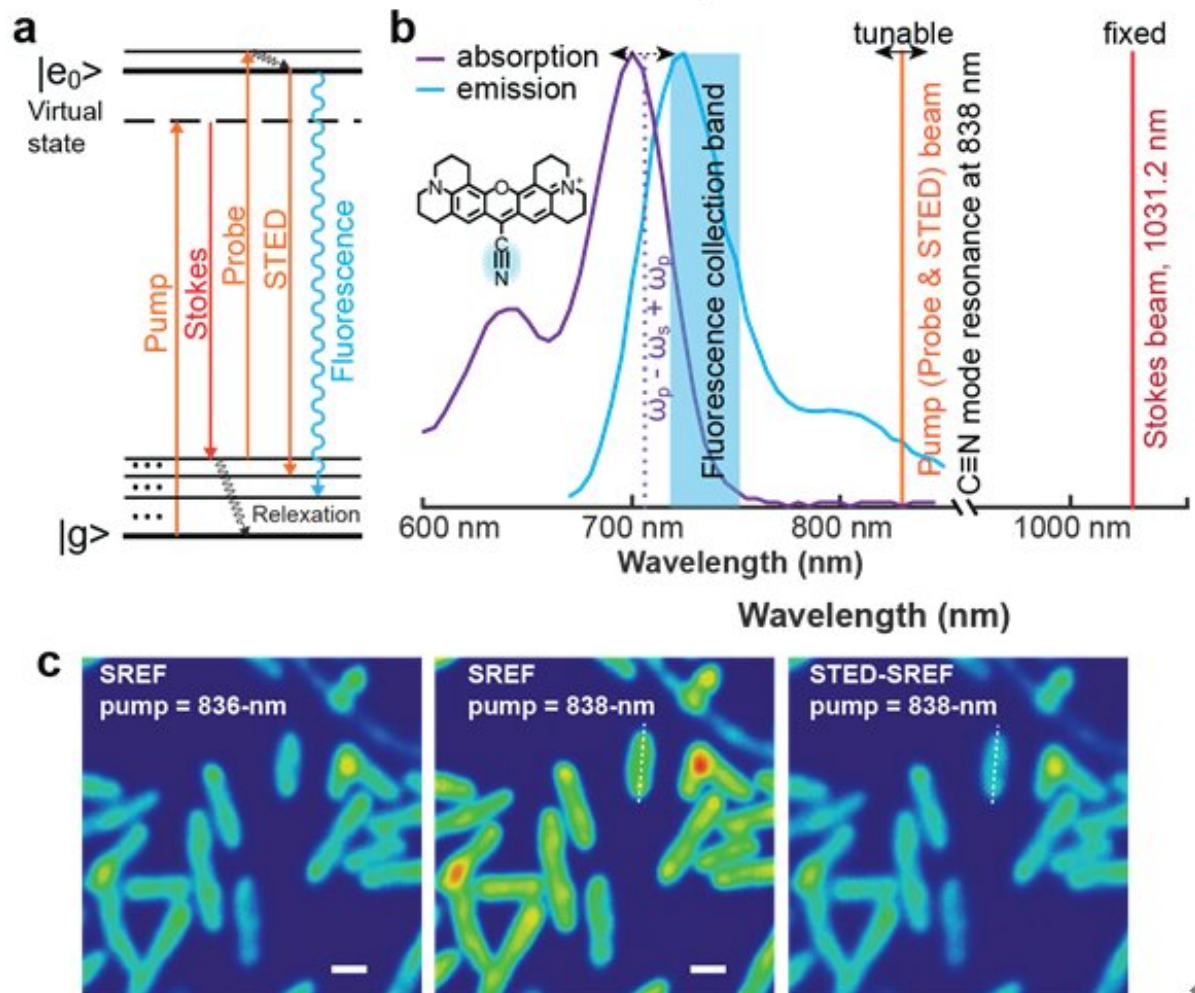 a
|e₀>
Virtual
state
Pump
Stokes
Probe
STED
Fluorescence
Relexation
|g>
b
absorption
emission
N
O
N⁺
C
N
ωp - ωs + ωp
Fluorescence collection band
tunable
Pump (Probe & STED) beam
C≡N mode resonance at 838 nm
fixed
Stokes beam, 1031.2 nm
600 nm
700 nm
800 nm
1000 nm
Wavelength (nm)
Wavelength (nm)
c
SREF
pump = 836-nm
SREF
pump = 838-nm
STED-SREF
pump = 838-nm